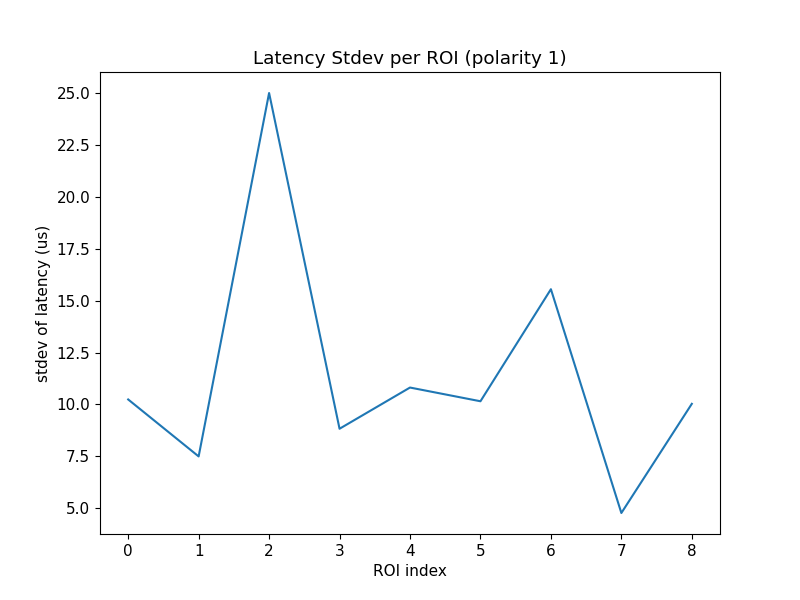 Latency Stdev per ROI (polarity 1)
stdev of latency (us)
25.0
22.5
20.0
17.5
15.0
12.5
10.0
7.5
5.0
0 1 2 3 4 5 6 7 8
ROI index